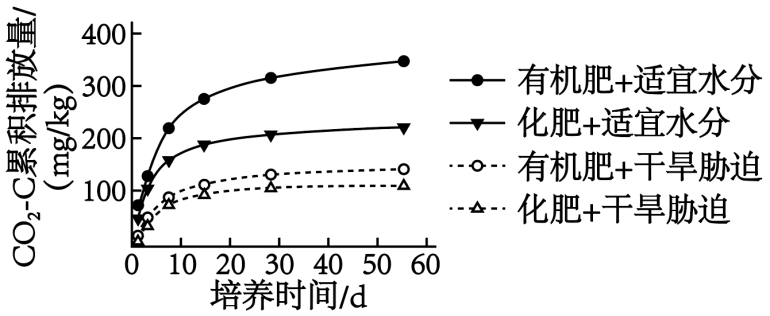 CO₂-C累积排放量/
(mg/kg)
400
300
200
100
0 10 20 30 40 50 60
培养时间/d
有机肥+适宜水分
化肥+适宜水分
有机肥+干旱胁迫
化肥+干旱胁迫